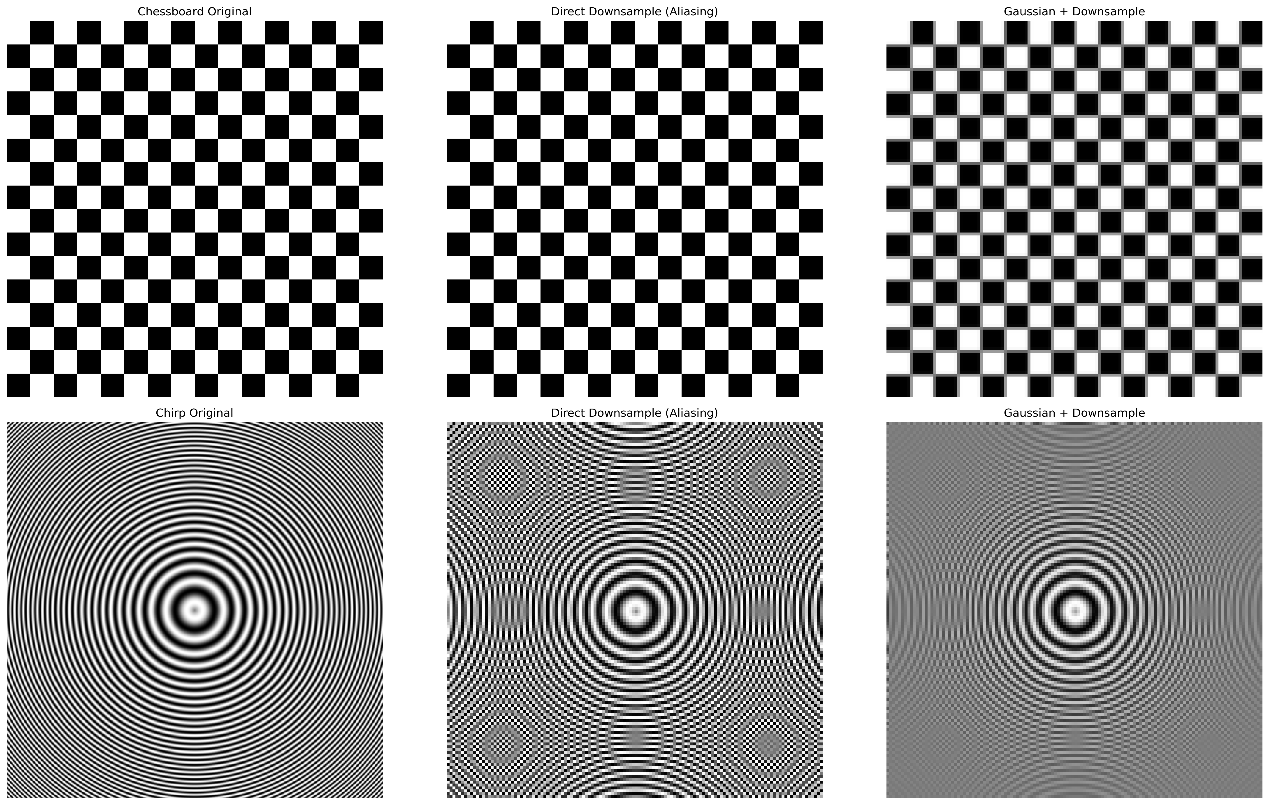 Chessboard Original
Direct Downsample (Aliasing)
Gaussian + Downsample
Chirp Original
Direct Downsample (Aliasing)
Gaussian + Downsample